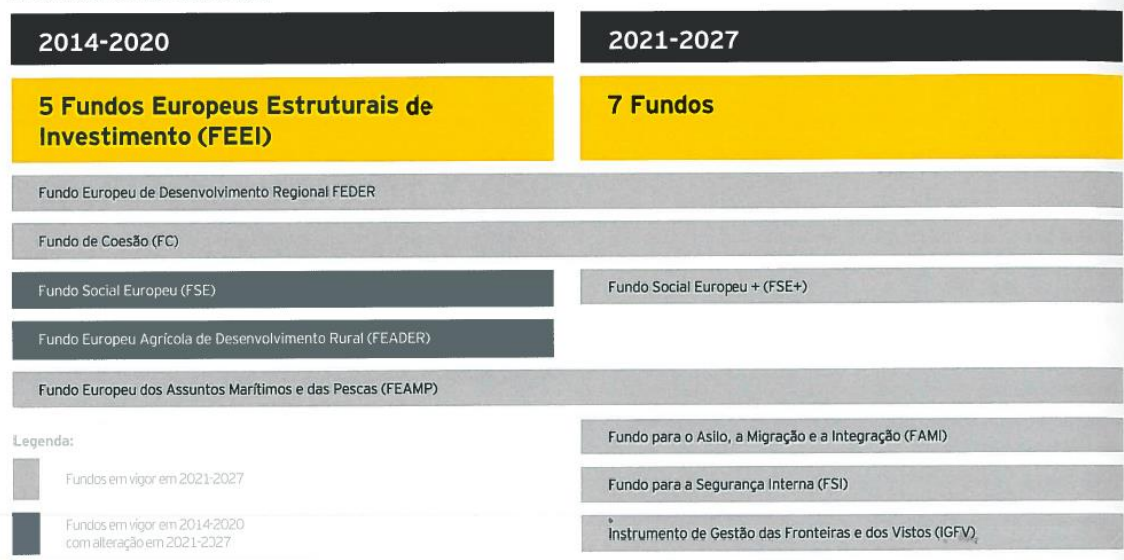 2014-2020
2021-2027
5 Fundos Europeus Estruturais de
Investimento (FEEI)
7 Fundos
Fundo Europeu de Desenvolvimento Regional FEDER
Fundo de Coesão (FC)
Fundo Social Europeu (FSE)
Fundo Social Europeu + (FSE+)
Fundo Europeu Agrícola de Desenvolvimento Rural (FEADER)
Fundo Europeu dos Assuntos Marítimos e das Pescas (FEAMP)
Legenda:
Fundos em vigor em 2021-2027
Fundos em vigor em 2014-2020
com alteração em 2021-2027
Fundo para o Asilo, a Migração e a Integração (FAMI)
Fundo para a Segurança Interna (FSI)
Instrumento de Gestão das Fronteiras e dos Vistos (IGFV)